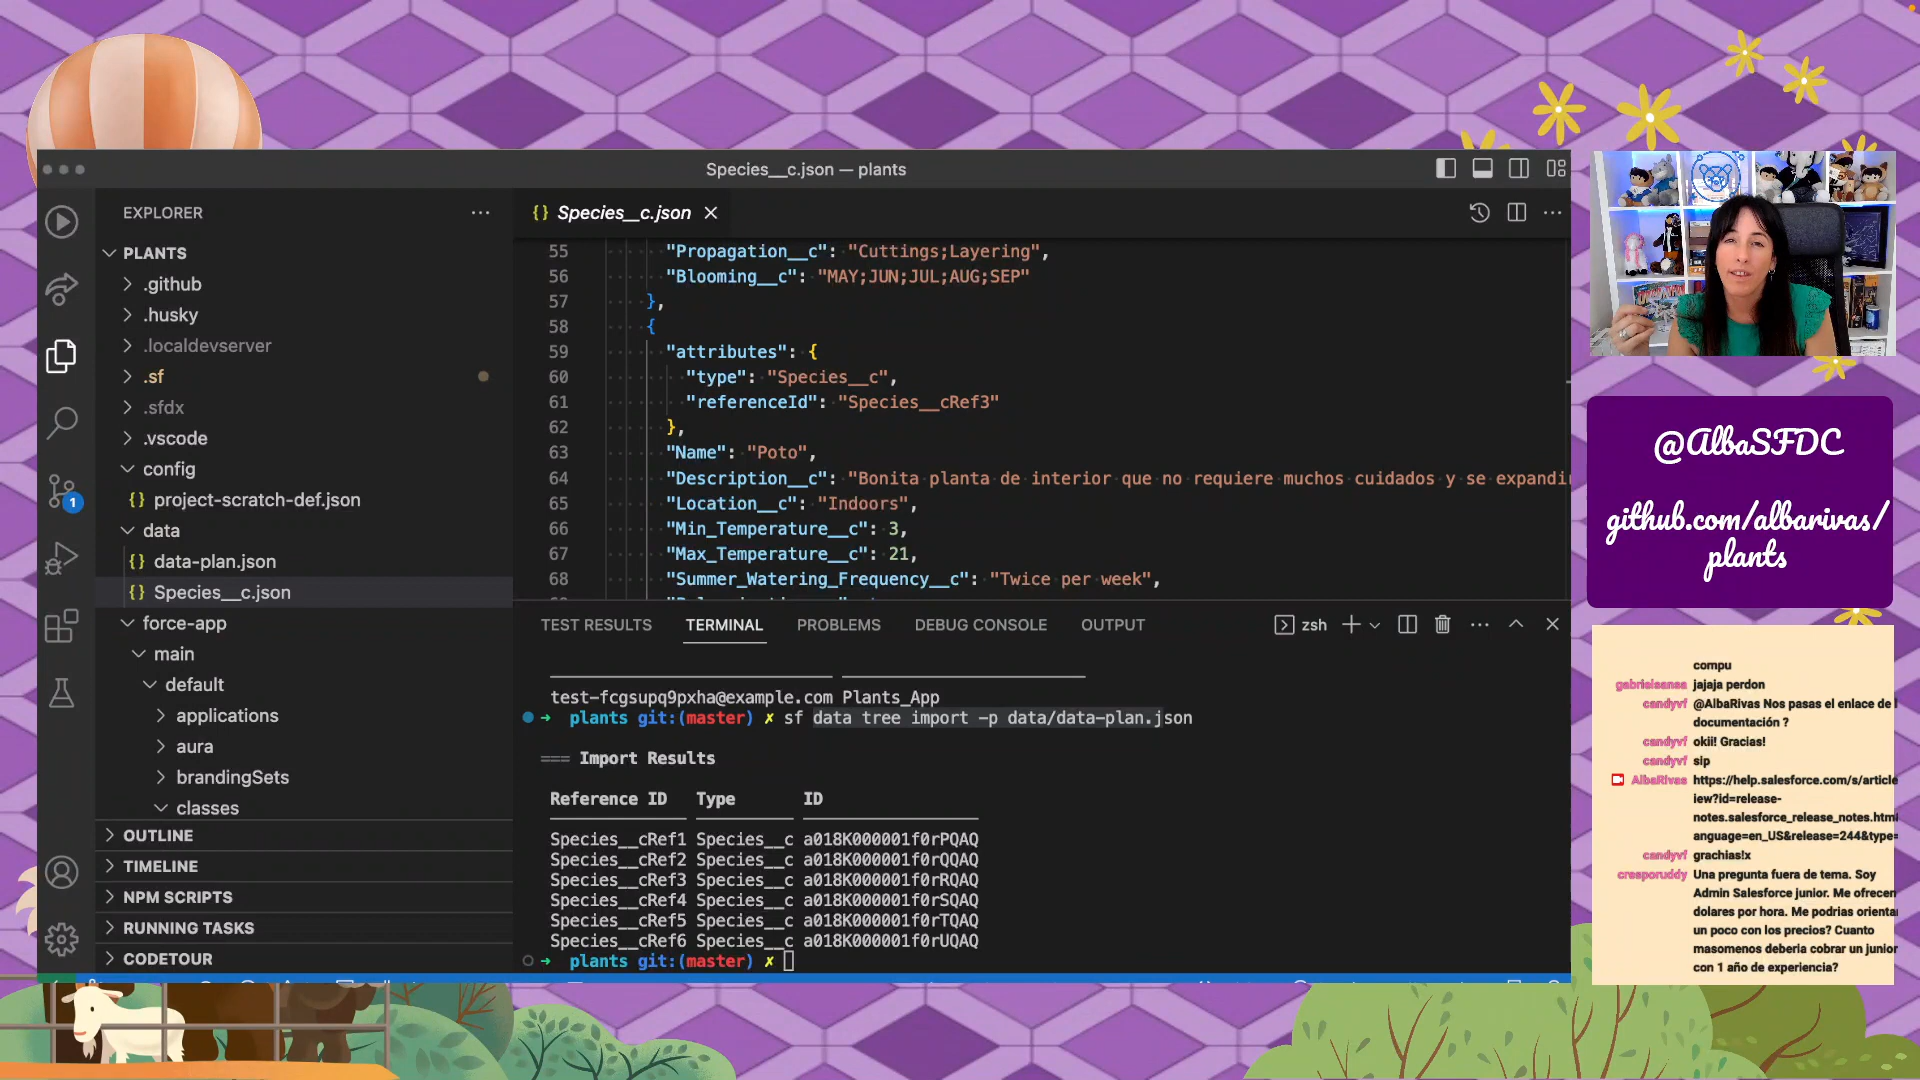 Species__c.json — plants
EXPLORER
Species__c.json
PLANTS
.github
.husky
.localdevserver
.sf
.sfdx
.vscode
config
project-scratch-def.json
data
data-plan.json
Species__c.json
force-app
main
default
applications
aura
brandingSets
classes
OUTLINE
TIMELINE
NPM SCRIPTS
RUNNING TASKS
CODETOUR
1
55 "Propagation__c": "Cuttings;Layering",
56 "Blooming__c": "MAY;JUN;JUL;AUG;SEP"
57 },
58 {
59 "attributes": {
60 "type": "Species__c",
61 "referenceId": "Species__cRef3"
62 },
63 "Name": "Poto",
64 "Description__c": "Bonita planta de interior que no requiere muchos cuidados y se expandi
65 "Location__c": "Indoors",
66 "Min_Temperature__c": 3,
67 "Max_Temperature__c": 21,
68 "Summer_Watering_Frequency__c": "Twice per week",
TEST RESULTS TERMINAL PROBLEMS DEBUG CONSOLE OUTPUT zsh
test-fcgsupq9pxha@example.com Plants_App
→ plants git:(master) ✗ sf data tree import -p data/data-plan.json
=== Import Results
Reference ID Type ID
Species__cRef1 Species__c a018K000001f0rPQAQ
Species__cRef2 Species__c a018K000001f0rQQAQ
Species__cRef3 Species__c a018K000001f0rRQAQ
Species__cRef4 Species__c a018K000001f0rSQAQ
Species__cRef5 Species__c a018K000001f0rTQAQ
Species__cRef6 Species__c a018K000001f0rUQAQ
→ plants git:(master) ✗
@AlbaSFDC
github.com/albarivas/
plants
compu
gabrielsansa jajaja perdon
candyvf @AlbaRivas Nos pasas el enlace de l
documentación ?
candyvf okii! Gracias!
candyvf sip
AlbaRivas https://help.salesforce.com/s/article
iew?id=release-
notes.salesforce_release_notes.htm
anguage=en_US&release=244&type=
candyvf grachias!x
cresporuddy Una pregunta fuera de tema. Soy
Admin Salesforce junior. Me ofrecen
dolares por hora. Me podrias orienta
un poco con los precios? Cuanto
masomenos deberia cobrar un junior
con 1 año de experiencia?